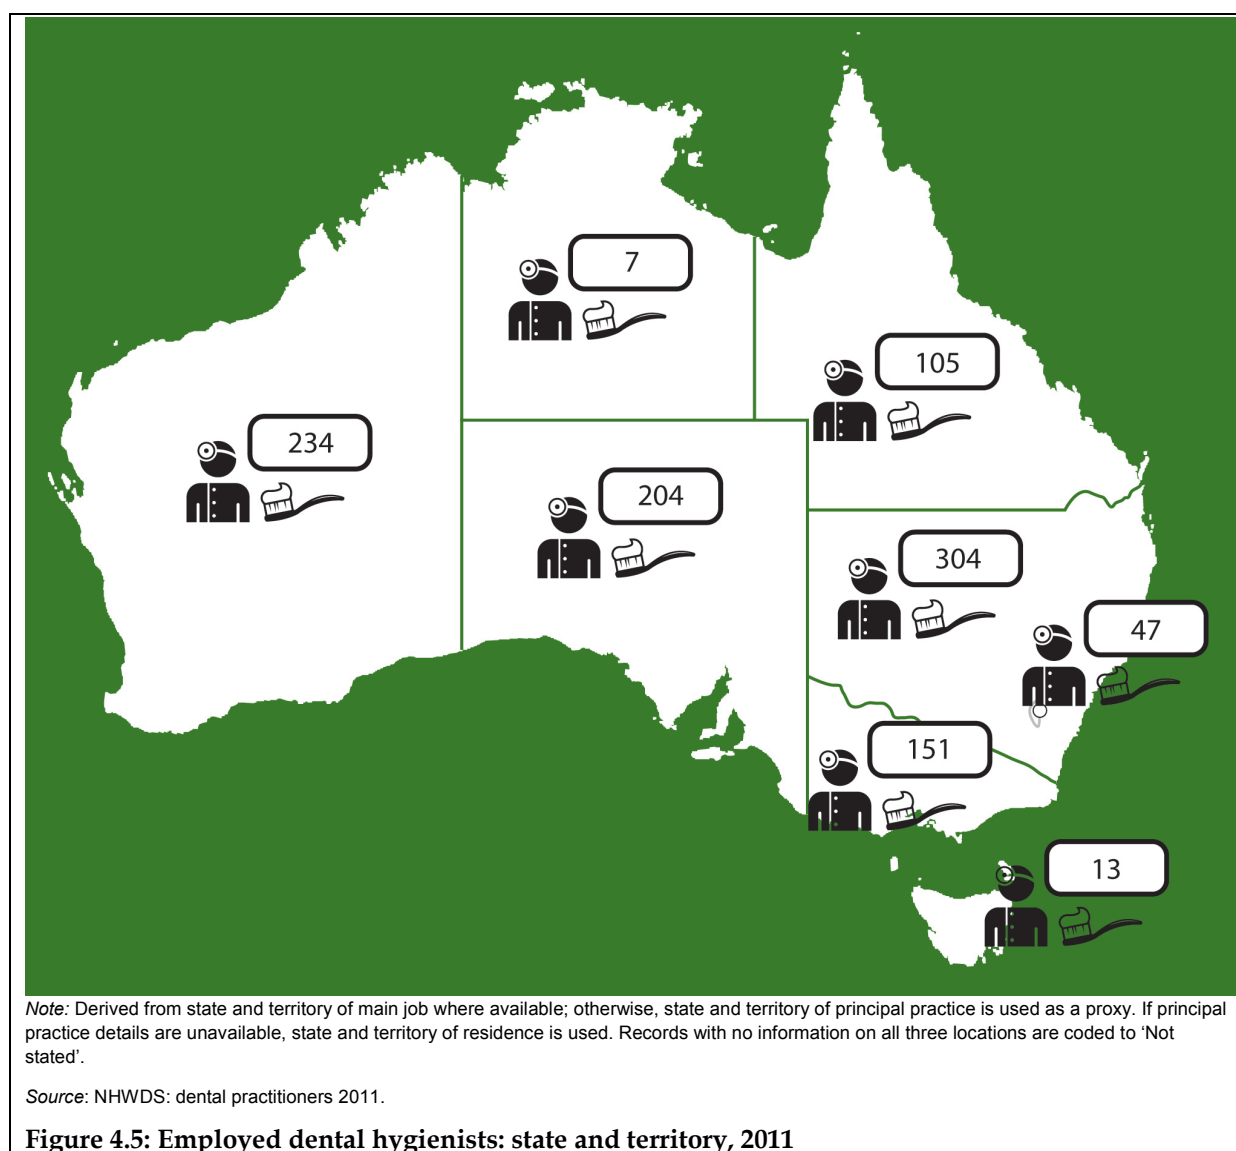 7
105
234
204
304
47
151
13
Note: Derived from state and territory of main job where available; otherwise, state and territory of principal practice is used as a proxy. If principal
practice details are unavailable, state and territory of residence is used. Records with no information on all three locations are coded to ‘Not
stated’.
Source: NHWDS: dental practitioners 2011.
Figure 4.5: Employed dental hygienists: state and territory, 2011